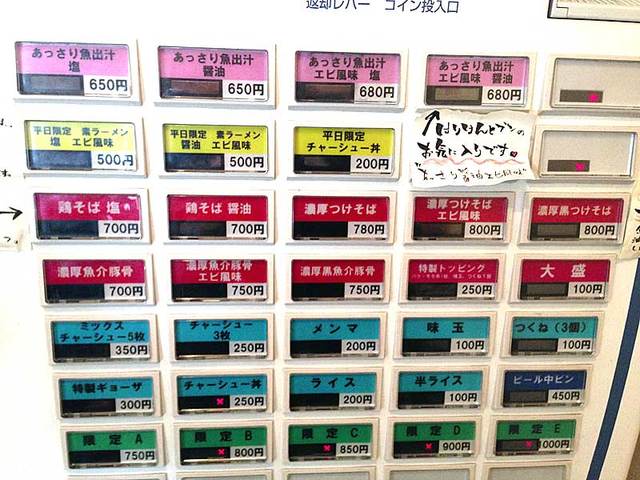 返却レバー コイン投入口
あっさり魚出汁
塩
650円
あっさり魚出汁
醤油
650円
あっさり魚出汁
エビ風味 塩
680円
あっさり魚出汁
エビ風味 醤油
680円
平日限定 素ラーメン
塩 エビ風味
500円
平日限定 素ラーメン
醤油 エビ風味
500円
平日限定
チャーシュー丼
200円
お気に入りです。
鶏そば 塩
700円
鶏そば 醤油
700円
濃厚つけそば
780円
濃厚つけそば
エビ風味
800円
濃厚黒つけそば
800円
濃厚魚介豚骨
700円
濃厚魚介豚骨
エビ風味
750円
濃厚黒魚介豚骨
750円
特製トッピング
250円
大盛
100円
ミックス
チャーシュー5枚
350円
チャーシュー
3枚
250円
メンマ
200円
味玉
100円
つくね（3個）
100円
特製ギョーザ
300円
チャーシュー丼
250円
ライス
200円
半ライス
100円
ビール中ビン
450円
限定A
750円
限定B
800円
限定C
850円
限定D
900円
限定E
1000円